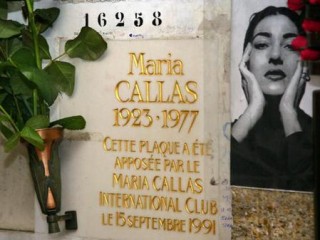 16258
Maria
CALLAS
1923-1977
CETTE PLAQUE A ÉTÉ
APPOSÉE PAR LE
MARIA CALLAS
INTERNATIONAL CLUB
LE 15 SEPTEMBRE 1991